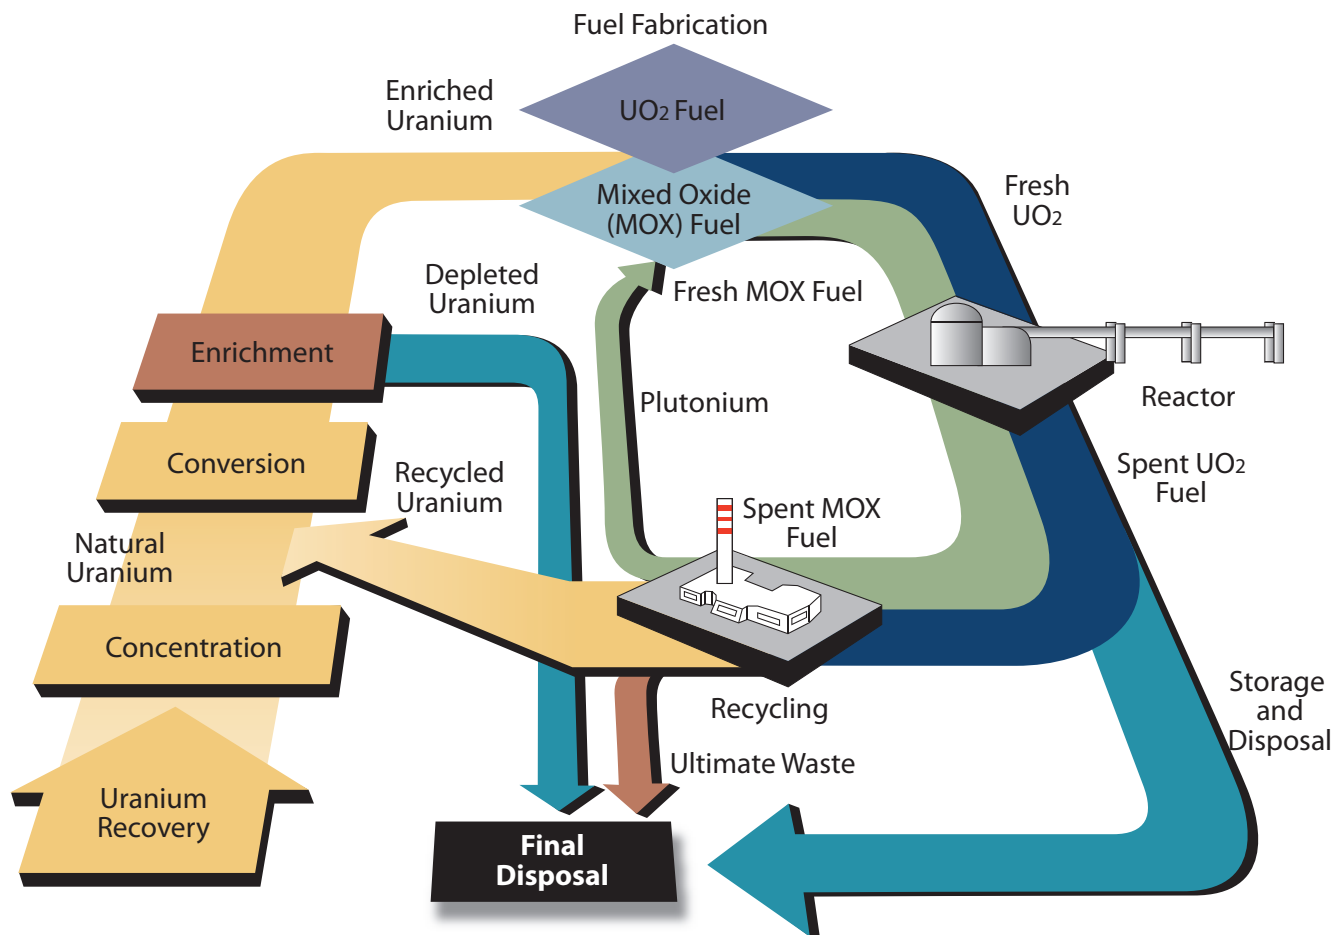 Fuel Fabrication
UO2 Fuel
Enriched
Uranium
Mixed Oxide
(MOX) Fuel
Fresh
UO2
Depleted
Uranium
Fresh MOX Fuel
Enrichment
Plutonium
Reactor
Conversion
Recycled
Uranium
Spent UO2
Fuel
Spent MOX
Fuel
Natural
Uranium
Concentration
Recycling
Storage
and
Disposal
Ultimate Waste
Uranium
Recovery
Final
Disposal